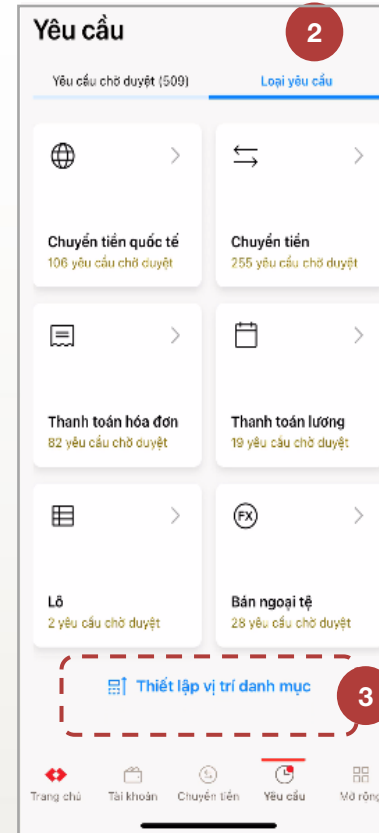 Yêu cầu
2
Yêu cầu chờ duyệt (509)
Loại yêu cầu
Chuyển tiền quốc tế
106 yêu cầu chờ duyệt
Chuyển tiền
255 yêu cầu chờ duyệt
Thanh toán hóa đơn
82 yêu cầu chờ duyệt
Thanh toán lương
19 yêu cầu chờ duyệt
FX
Lô
2 yêu cầu chờ duyệt
Bán ngoại tệ
28 yêu cầu chờ duyệt
Thiết lập vị trí danh mục
3
Trang chủ
Tài khoản
Chuyển tiền
Yêu cầu
Mở rộng